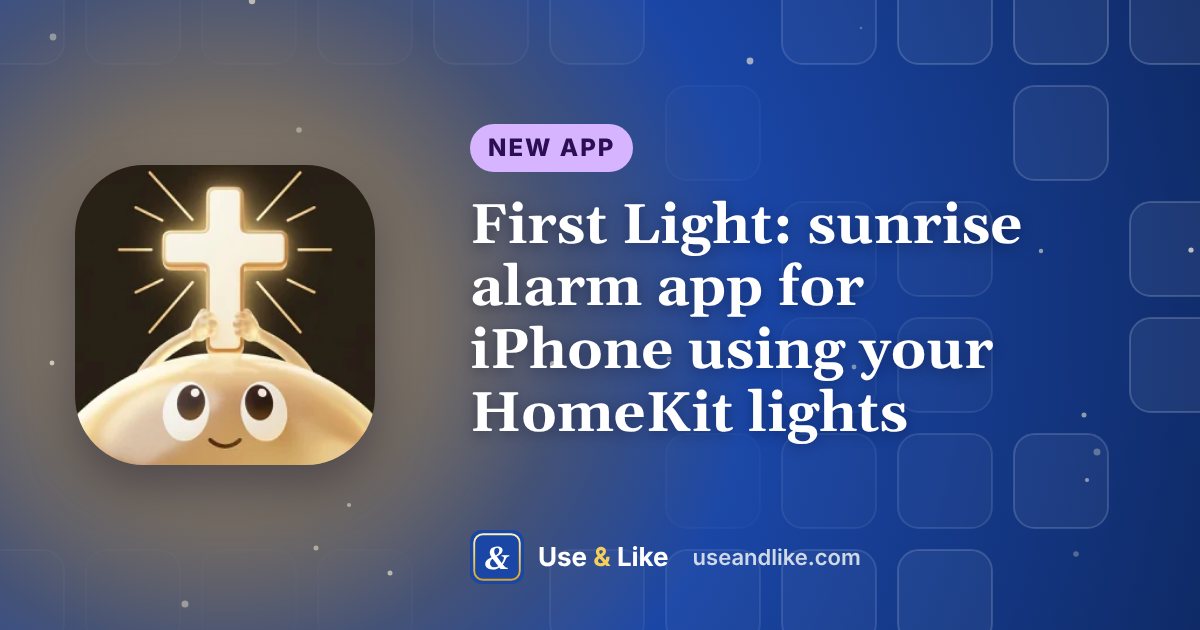 NEW APP
First Light: sunrise
alarm app for
iPhone using your
HomeKit lights
&
Use & Like useandlike.com